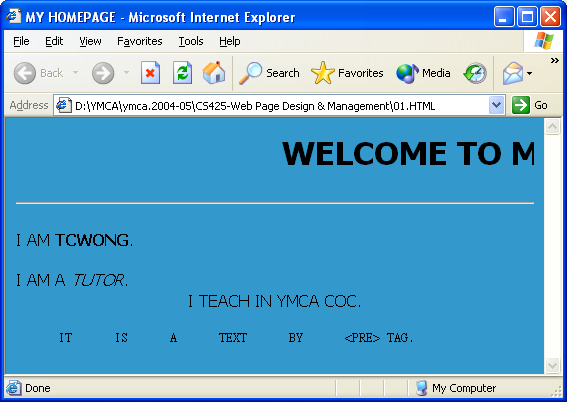 MY HOMEPAGE - Microsoft Internet Explorer
File Edit View Favorites Tools Help
Back Search Favorites Media
Address D:\YMCA\ymca.2004-05\CS425-Web Page Design & Management\01.HTML Go
WELCOME TO M
I AM TCWONG.
I AM A TUTOR.
I TEACH IN YMCA COC.
IT IS A TEXT BY <PRE> TAG.
Done My Computer